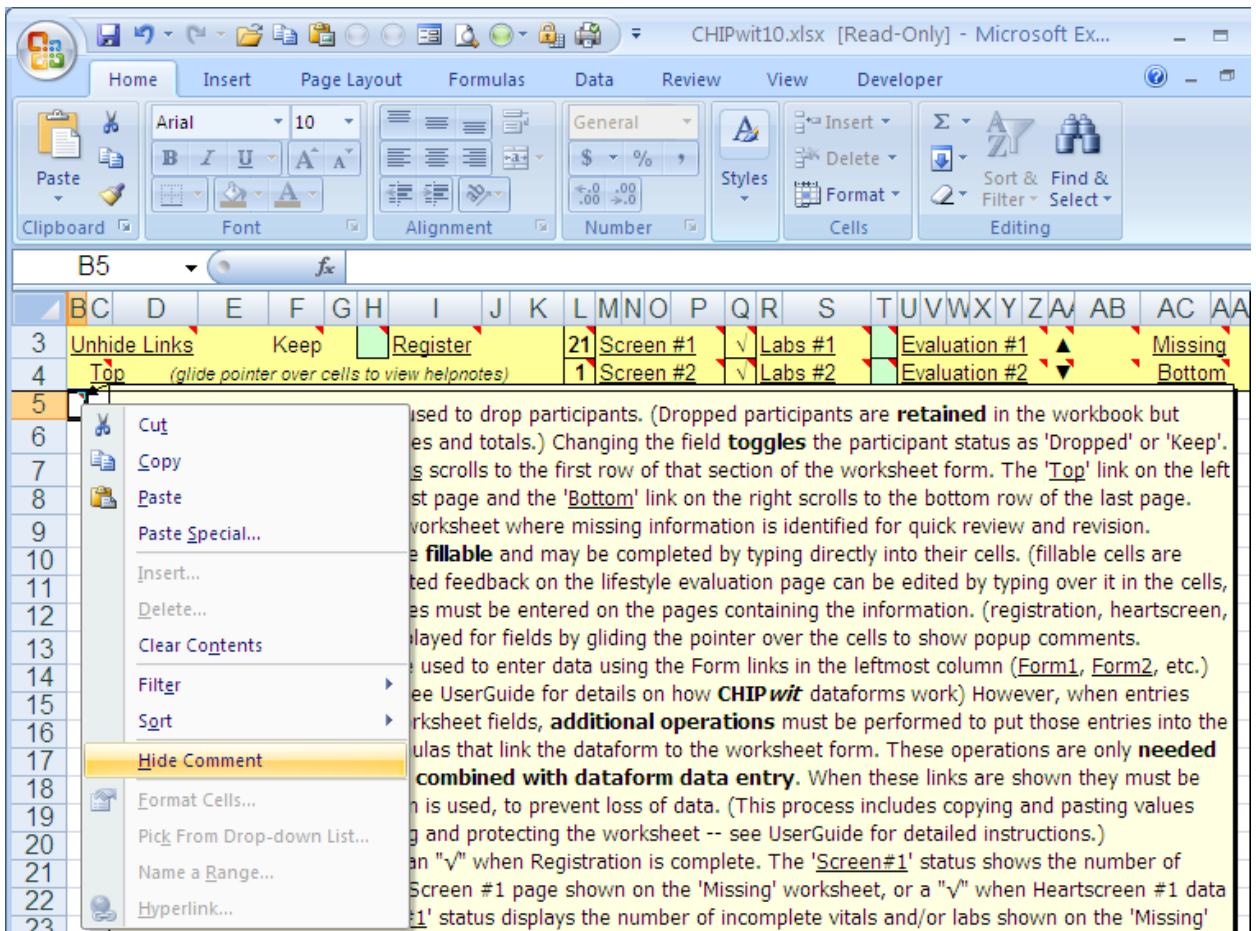 CHIPwit10.xlsx [Read-Only] - Microsoft Ex...
Home Insert Page Layout Formulas Data Review View Developer
Arial 10 General Σ Insert
B I U A A $ % , Delete
Paste Styles Format Sort & Filter Find & Select
Clipboard Font Alignment Number Cells Editing
B5 fx
B C D E F G H I J K L M N O P Q R S T U V W X Y Z AA AB AC
3 Unhide Links Keep Register 21 Screen #1 √ Labs #1 Evaluation #1 ▲ Missing
4 Top (glide pointer over cells to view helpnotes) 1 Screen #2 √ Labs #2 Evaluation #2 ▼ Bottom
5
6
7
8
9
10
11
12
13
14
15
16
17
18
19
20
21
22
23
Cut
Copy
Paste
Paste Special...
Insert...
Delete...
Clear Contents
Filter
Sort
Hide Comment
Format Cells...
Pick From Drop-down List...
Name a Range...
Hyperlink...
used to drop participants. (Dropped participants are retained in the workbook but
es and totals.) Changing the field toggles the participant status as 'Dropped' or 'Keep'.
s scrolls to the first row of that section of the worksheet form. The 'Top' link on the left
st page and the 'Bottom' link on the right scrolls to the bottom row of the last page.
worksheet where missing information is identified for quick review and revision.
e fillable and may be completed by typing directly into their cells. (fillable cells are
ted feedback on the lifestyle evaluation page can be edited by typing over it in the cells,
es must be entered on the pages containing the information. (registration, heartscreen,
played for fields by gliding the pointer over the cells to show popup comments.
e used to enter data using the Form links in the leftmost column (Form1, Form2, etc.)
ee UserGuide for details on how CHIPwit dataforms work) However, when entries
rksheet fields, additional operations must be performed to put those entries into the
ulas that link the dataform to the worksheet form. These operations are only needed
combined with dataform data entry. When these links are shown they must be
n is used, to prevent loss of data. (This process includes copying and pasting values
g and protecting the worksheet -- see UserGuide for detailed instructions.)
an "√" when Registration is complete. The 'Screen#1' status shows the number of
Screen #1 page shown on the 'Missing' worksheet, or a "√" when Heartscreen #1 data
#1' status displays the number of incomplete vitals and/or labs shown on the 'Missing'